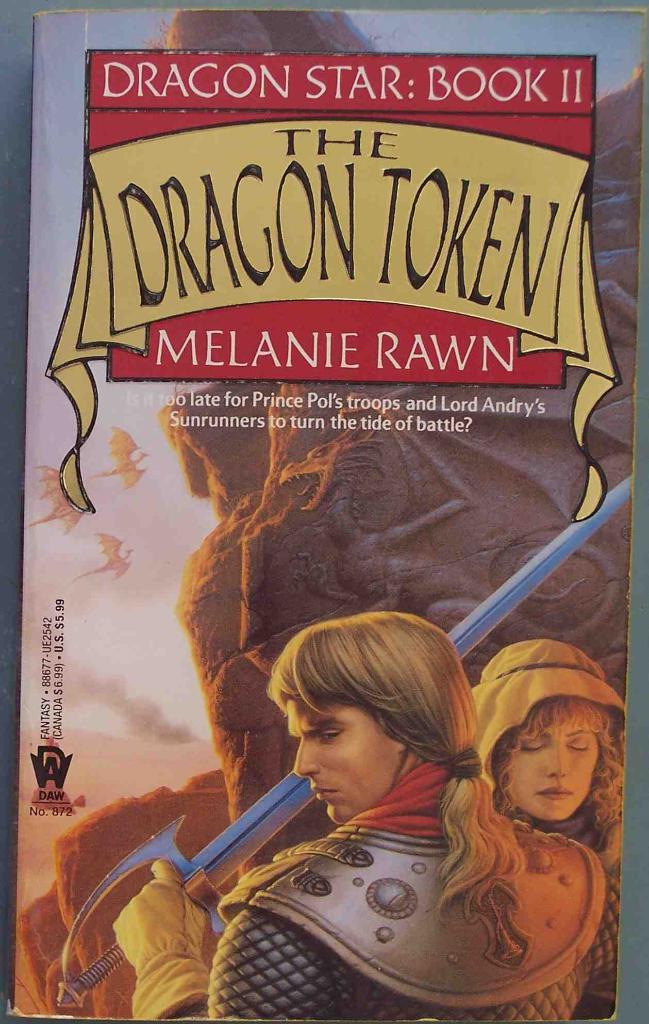 DRAGON STAR: BOOK II
THE
DRAGON TOKEN
MELANIE RAWN
Is it too late for Prince Pol's troops and Lord Andry's
Sunrunners to turn the tide of battle?
FANTASY • 88677-UE2542
(CANADA $6.99) • U.S. $5.99
DAW
No. 872